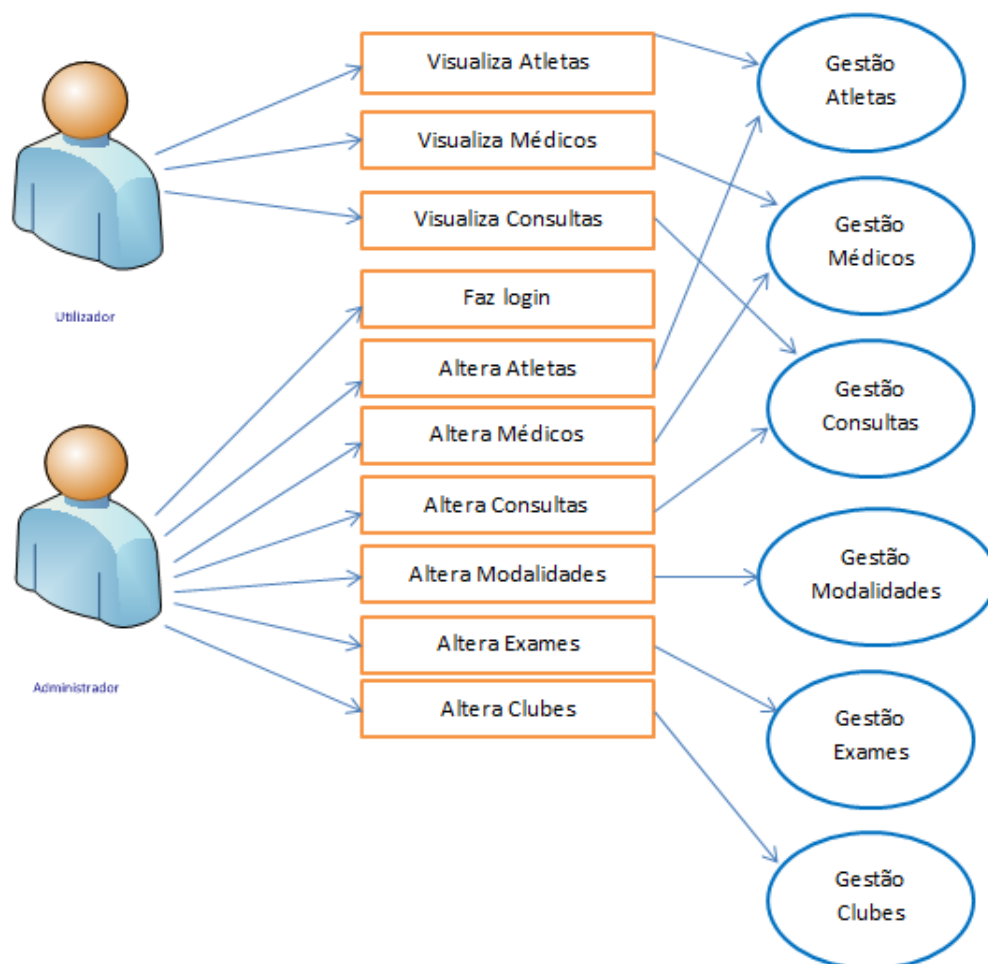 Visualiza Atletas
Gestão
Atletas
Visualiza Médicos
Visualiza Consultas
Gestão
Médicos
Utilizador
Faz login
Altera Atletas
Gestão
Consultas
Altera Médicos
Altera Consultas
Altera Modalidades
Gestão
Modalidades
Altera Exames
Administrador
Altera Clubes
Gestão
Exames
Gestão
Clubes